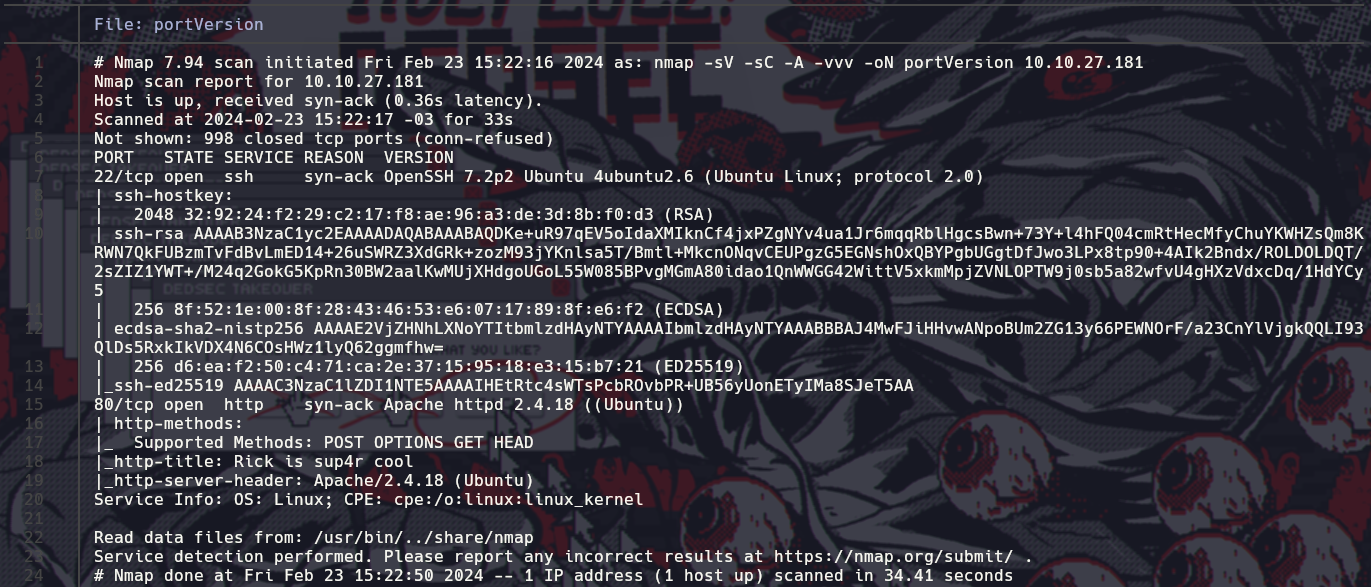 File: portVersion
1 # Nmap 7.94 scan initiated Fri Feb 23 15:22:16 2024 as: nmap -sV -sC -A -vvv -oN portVersion 10.10.27.181
2 Nmap scan report for 10.10.27.181
3 Host is up, received syn-ack (0.36s latency).
4 Scanned at 2024-02-23 15:22:17 -03 for 33s
5 Not shown: 998 closed tcp ports (conn-refused)
6 PORT   STATE SERVICE REASON  VERSION
7 22/tcp open  ssh     syn-ack OpenSSH 7.2p2 Ubuntu 4ubuntu2.6 (Ubuntu Linux; protocol 2.0)
8 | ssh-hostkey:
9 |   2048 32:92:24:f2:29:c2:17:f8:ae:96:a3:de:3d:8b:f0:d3 (RSA)
10 | ssh-rsa AAAAB3NzaC1yc2EAAAADAQABAAABAQDKe+uR97qEV5oIdaXMIknCf4jxPZgNYv4ua1Jr6mqqRblHgcsBwn+73Y+l4hFQ04cmRtHecMfyChuYKWHZsQm8K
RWN7QkFUBzmTvFdBvLmED14+26uSWRZ3XdGRk+zozM93jYKnlsa5T/Bmtl+MkcnONqvCEUPgzG5EGNshOxQBYPgbUGgtDfJwo3LPx8tp90+4AIk2Bndx/ROLDOLDQT/
2sZIZ1YWT+/M24q2GokG5KpRn30BW2aalKwMUjXHdgoUGoL55W085BPvgMGmA80idao1QnWWGG42WittV5xkmMpjZVNLOPTW9j0sb5a82wfvU4gHXzVdxcDq/1HdYCy
5
11 |   256 8f:52:1e:00:8f:28:43:46:53:e6:07:17:89:8f:e6:f2 (ECDSA)
12 | ecdsa-sha2-nistp256 AAAAE2VjZHNhLXNoYTItbmlzdHAyNTYAAAAIbmlzdHAyNTYAAABBBAJ4MwFJiHHvwANpoBUm2ZG13y66PEWNOrF/a23CnYlVjgkQQLI93
QlDs5RxkIkVDX4N6COsHWz1lyQ62ggmfhw=
13 |   256 d6:ea:f2:50:c4:71:ca:2e:37:15:95:18:e3:15:b7:21 (ED25519)
14 |_ssh-ed25519 AAAAC3NzaC1lZDI1NTE5AAAAIHEtRtc4sWTsPcbROvbPR+UB56yUonETyIMa8SJeT5AA
15 80/tcp open  http    syn-ack Apache httpd 2.4.18 ((Ubuntu))
16 | http-methods:
17 |_  Supported Methods: POST OPTIONS GET HEAD
18 |_http-title: Rick is sup4r cool
19 |_http-server-header: Apache/2.4.18 (Ubuntu)
20 Service Info: OS: Linux; CPE: cpe:/o:linux:linux_kernel
21
22 Read data files from: /usr/bin/../share/nmap
23 Service detection performed. Please report any incorrect results at https://nmap.org/submit/ .
24 # Nmap done at Fri Feb 23 15:22:50 2024 -- 1 IP address (1 host up) scanned in 34.41 seconds
DEDSEC TAKEOVER